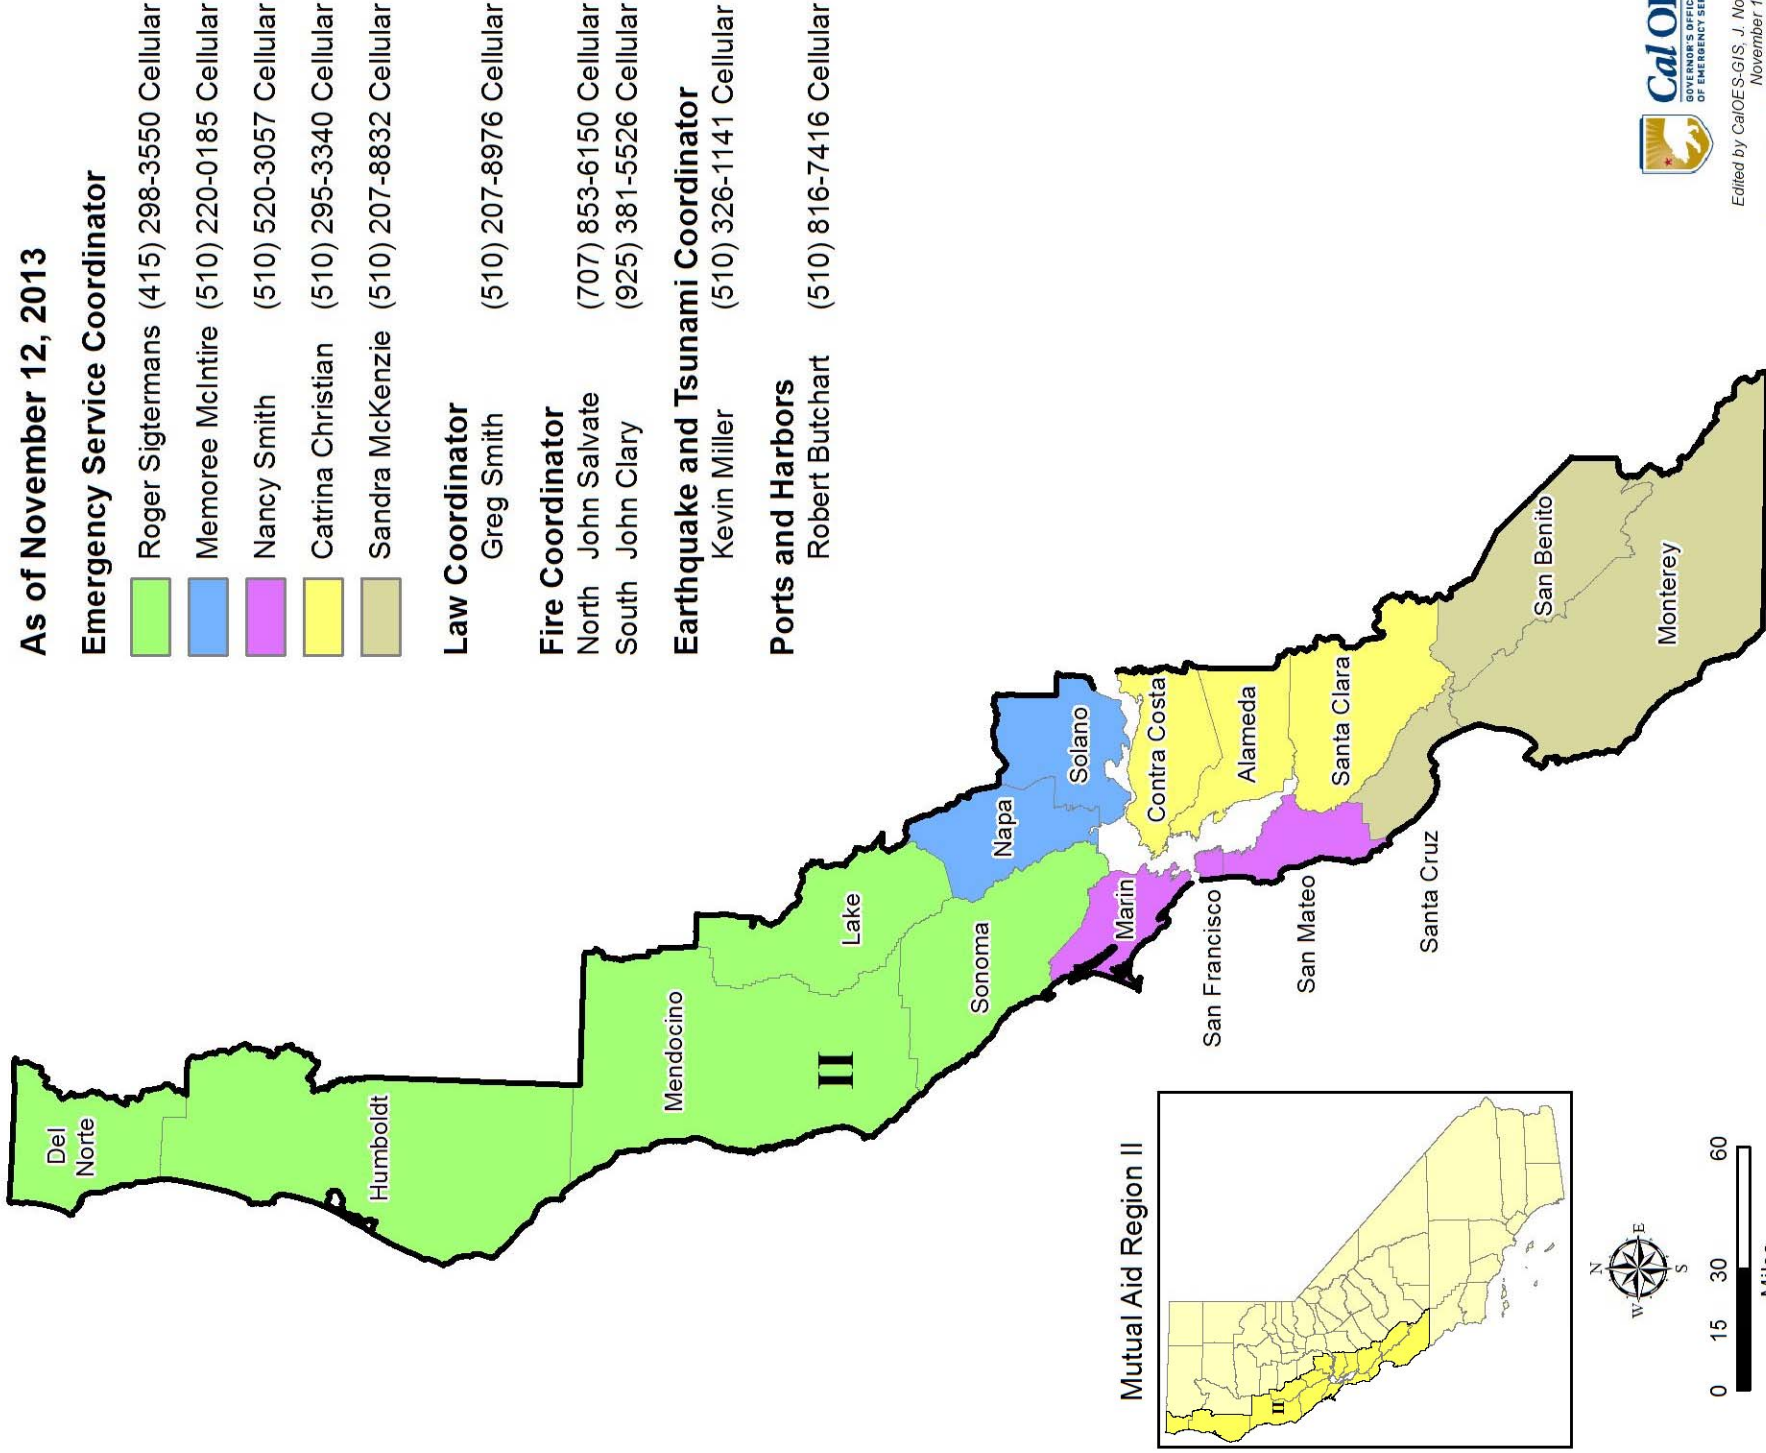 As of November 12, 2013
Emergency Service Coordinator
Roger Sigtermans (415) 298-3550 Cellular
Memoree McIntire (510) 220-0185 Cellular
Nancy Smith (510) 520-3057 Cellular
Catrina Christian (510) 295-3340 Cellular
Sandra McKenzie (510) 207-8832 Cellular
Law Coordinator
Greg Smith (510) 207-8976 Cellular
Fire Coordinator
North John Salvate (707) 853-6150 Cellular
South John Clary (925) 381-5526 Cellular
Earthquake and Tsunami Coordinator
Kevin Miller (510) 326-1141 Cellular
Ports and Harbors
Robert Butchart (510) 816-7416 Cellular
Del
Norte
Humboldt
Mendocino
II
Lake
Sonoma
Napa
Solano
Marin
Contra Costa
San Francisco
Alameda
San Mateo
Santa Clara
Santa Cruz
San Benito
Monterey
Mutual Aid Region II
II
N
W E
S
0 15 30 60
Cal
GOVERNOR'S
OF EMERGENCY
Edited by CalOES-GIS, J.
November